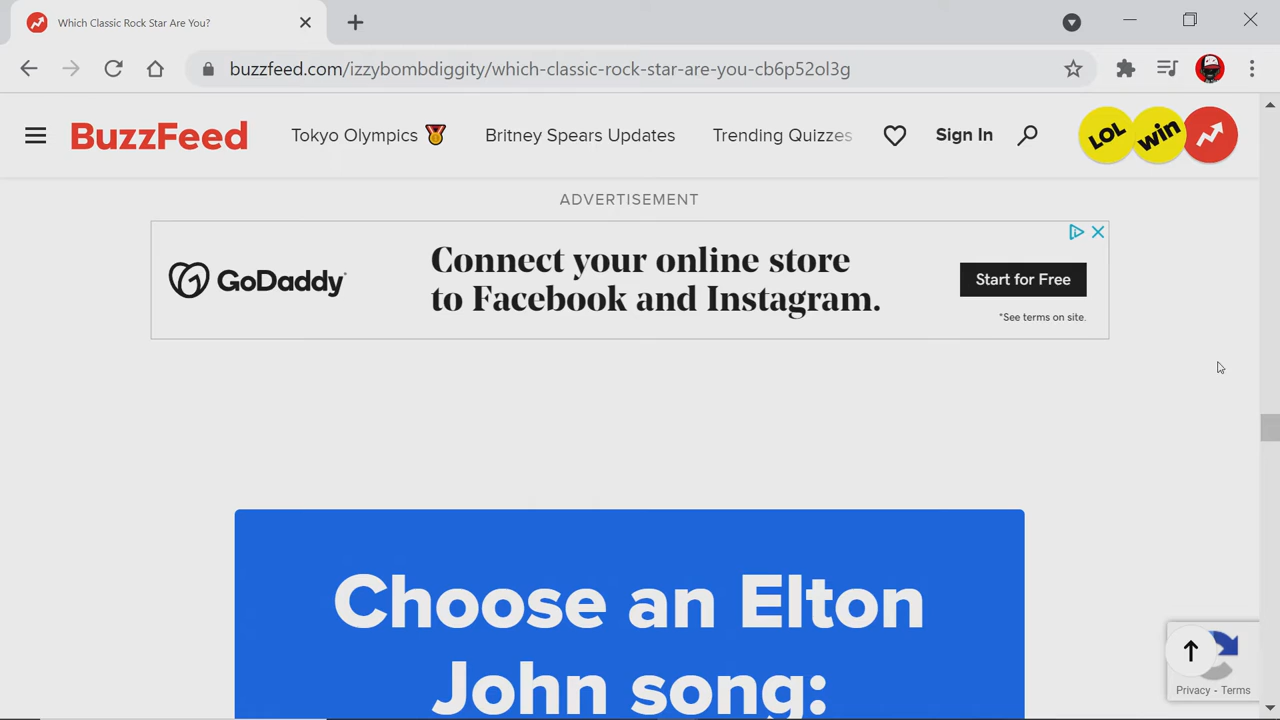 Which Classic Rock Star Are You?
buzzfeed.com/izzybombdiggity/which-classic-rock-star-are-you-cb6p52ol3g
BuzzFeed Tokyo Olympics Britney Spears Updates Trending Quizzes Sign In LOL win
ADVERTISEMENT
GoDaddy
Connect your online store
to Facebook and Instagram.
Start for Free
*See terms on site.
Choose an Elton
John song:
Privacy - Terms